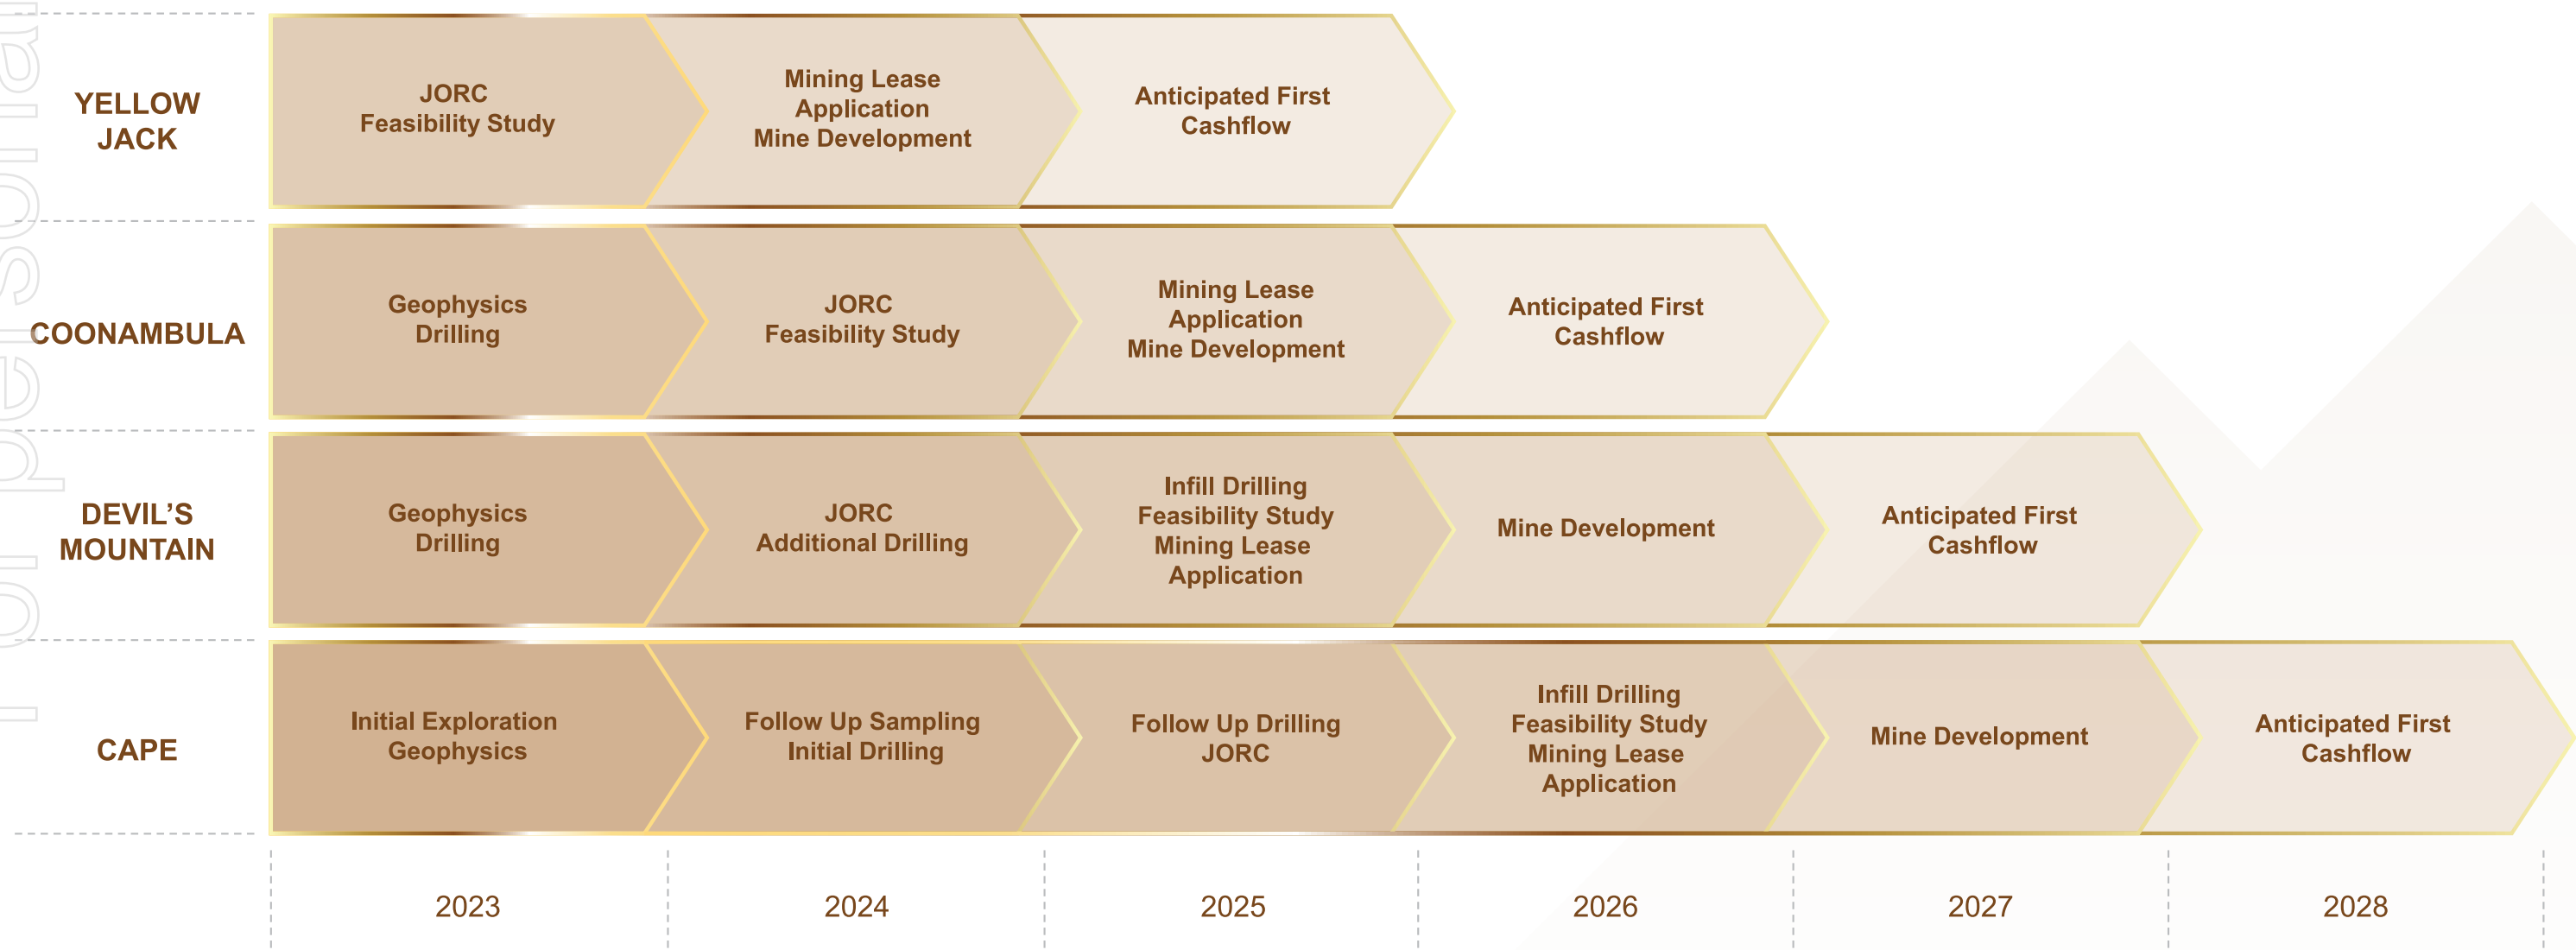 YELLOW
JACK
JORC
Feasibility Study
Mining Lease
Application
Mine Development
Anticipated First
Cashflow
COONAMBULA
Geophysics
Drilling
JORC
Feasibility Study
Mining Lease
Application
Mine Development
Anticipated First
Cashflow
DEVIL’S
MOUNTAIN
Geophysics
Drilling
JORC
Additional Drilling
Infill Drilling
Feasibility Study
Mining Lease
Application
Mine Development
Anticipated First
Cashflow
CAPE
Initial Exploration
Geophysics
Follow Up Sampling
Initial Drilling
Follow Up Drilling
JORC
Infill Drilling
Feasibility Study
Mining Lease
Application
Mine Development
Anticipated First
Cashflow
2023
2024
2025
2026
2027
2028